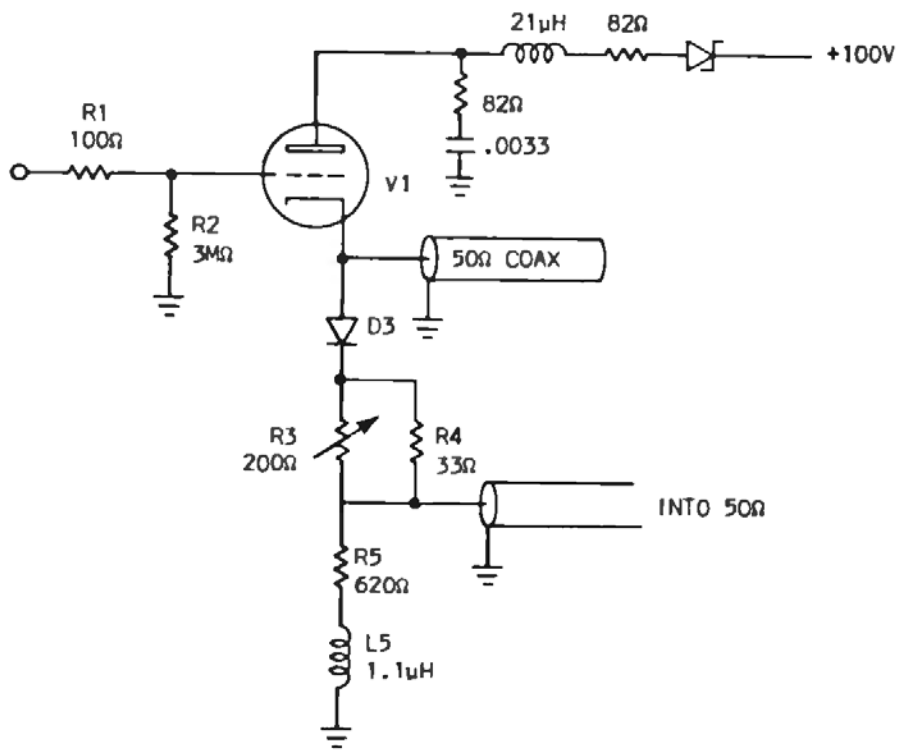 21μH
82Ω
+100V
82Ω
.0033
R1
100Ω
V1
R2
3MΩ
50Ω COAX
D3
R3
200Ω
R4
33Ω
INTO 50Ω
R5
620Ω
L5
1.1μH